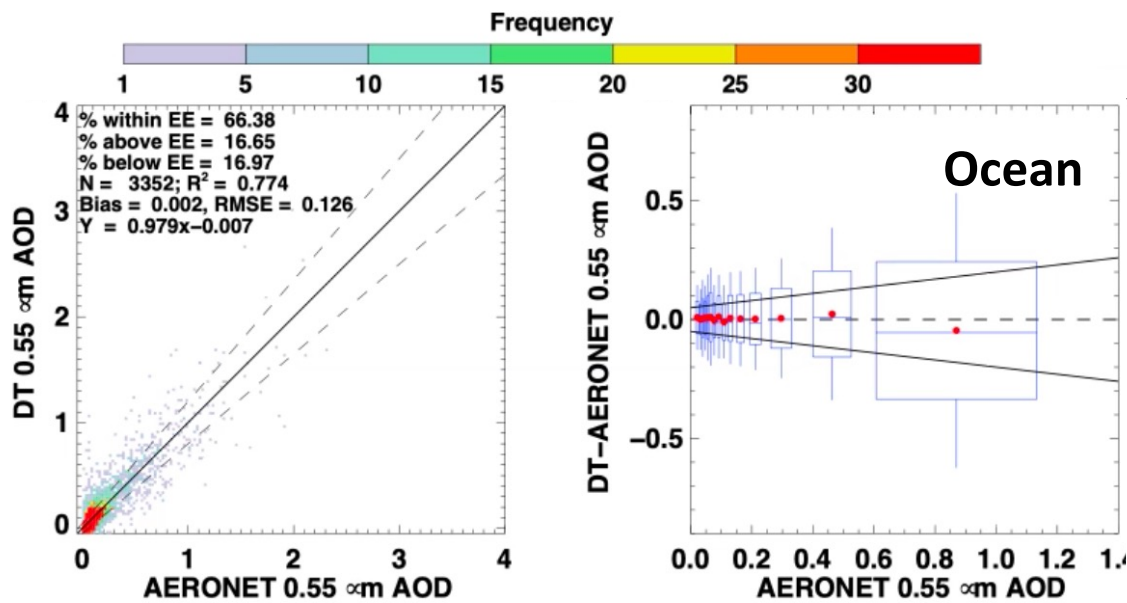 Frequency
1 5 10 15 20 25 30
% within EE = 66.38
% above EE = 16.65
% below EE = 16.97
N = 3352; R² = 0.774
Bias = 0.002, RMSE = 0.126
Y = 0.979x−0.007
4
3
2
1
0
DT 0.55 ∝m AOD
0 1 2 3 4
AERONET 0.55 ∝m AOD
Ocean
0.5
0.0
−0.5
DT−AERONET 0.55 ∝m AOD
0.0 0.2 0.4 0.6 0.8 1.0 1.2 1.4
AERONET 0.55 ∝m AOD